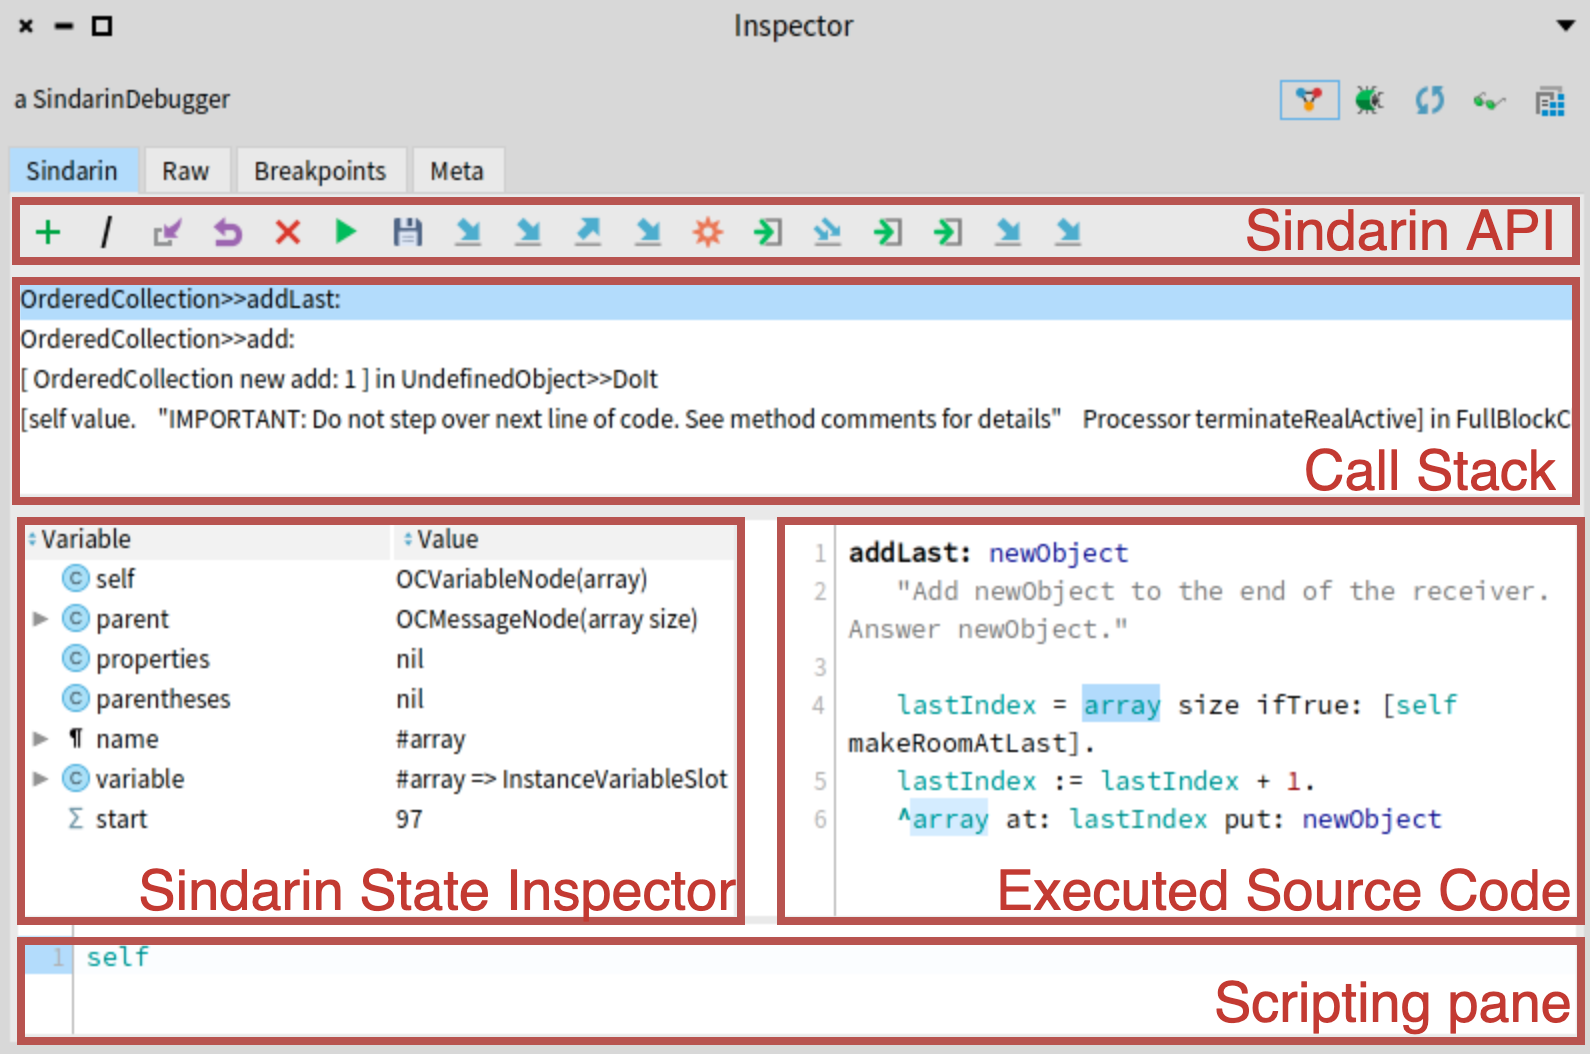 Inspector
a SindarinDebugger
Sindarin Raw Breakpoints Meta
Sindarin API
OrderedCollection>>addLast:
OrderedCollection>>add:
[ OrderedCollection new add: 1 ] in UndefinedObject>>DoIt
[self value. "IMPORTANT: Do not step over next line of code. See method comments for details" Processor terminateRealActive] in FullBlockC
Call Stack
Variable Value
self OCVariableNode(array)
parent OCMessageNode(array size)
properties nil
parentheses nil
name #array
variable #array => InstanceVariableSlot
start 97
Sindarin State Inspector
1 addLast: newObject
2 "Add newObject to the end of the receiver.
Answer newObject."
3
4 lastIndex = array size ifTrue: [self
makeRoomAtLast].
5 lastIndex := lastIndex + 1.
6 ^array at: lastIndex put: newObject
Executed Source Code
1 self
Scripting pane